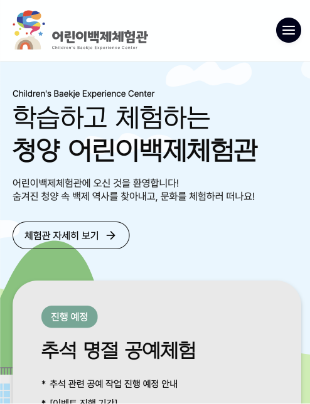 어린이백제체험관
Children's Baekje Experience Center
Children's Baekje Experience Center
학습하고 체험하는
청양 어린이백제체험관
어린이백제체험관에 오신 것을 환영합니다!
숨겨진 청양 속 백제 역사를 찾아내고, 문화를 체험하러 떠나요!
체험관 자세히 보기 →
진행 예정
추석 명절 공예체험
* 추석 관련 공예 작업 진행 예정 안내
* [이벤트 진행 기간]